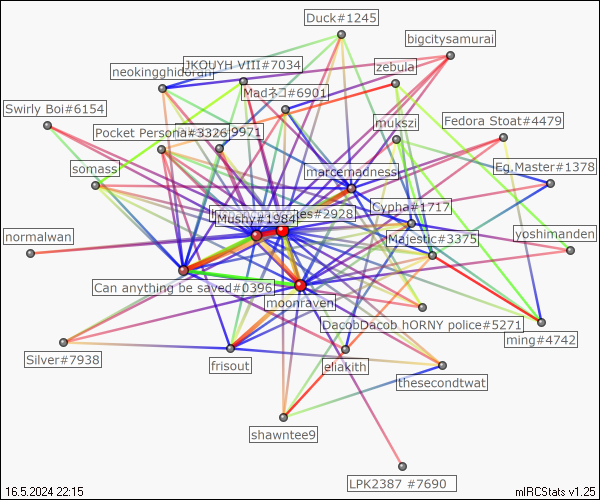 Duck#1245
bigcitysamurai
JKOUYH VIII#7034
zebula
neokingghidorah
Madネコ#6901
Swirly Boi#6154
mukszi
Fedora Stoat#4479
Pocket Persona#3326
9971
somass
marcemadness
Eg.Master#1378
Cypha#1717
Mushy#1984
tes#2928
normalwan
Majestic#3375
yoshimanden
Can anything be saved#0396
moonraven
DacobDacob hORNY police#5271
ming#4742
Silver#7938
frisout
eliakith
thesecondtwat
shawntee9
LPK2387 #7690
16.5.2024 22:15
mIRCStats v1.25